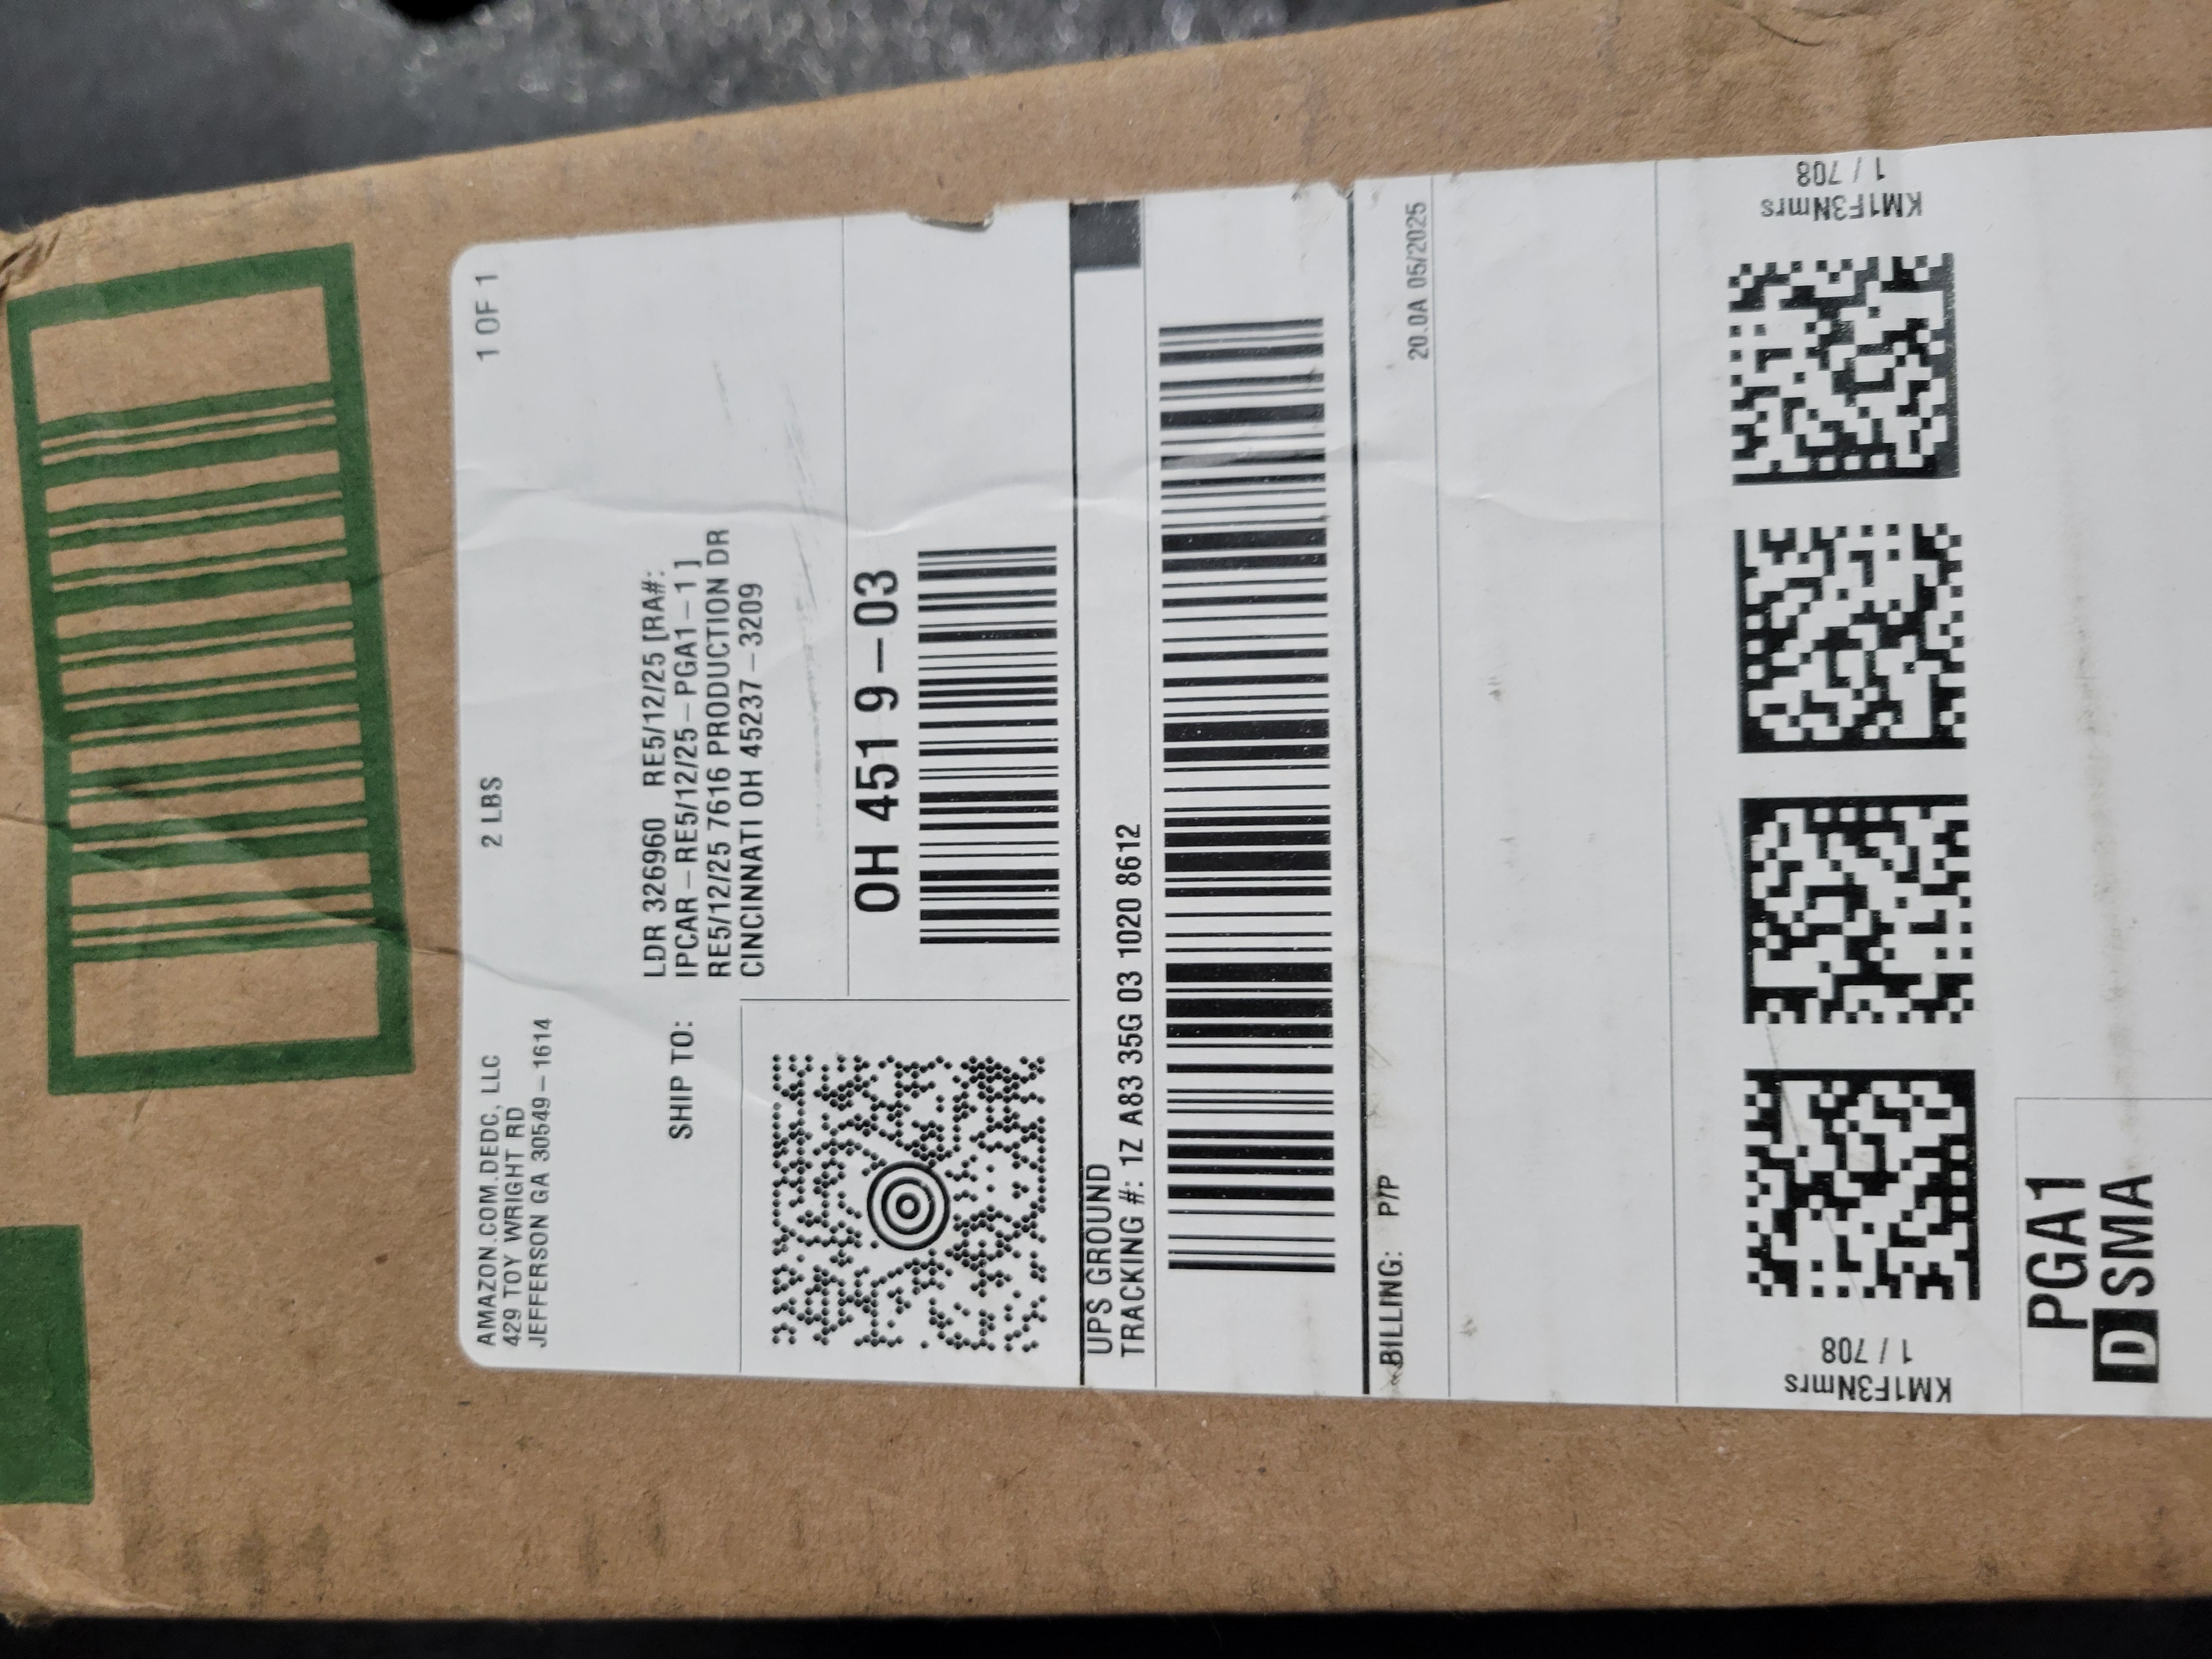 AMAZON.COM.DEDC, LLC
429 TOY WRIGHT RD
JEFFERSON GA 30549-1614
2 LBS
1 OF 1
SHIP TO:
LDR 326960 RE5/12/25 [RA#:
IPCAR-RE5/12/25-PGA1-1]
RE5/12/25 7616 PRODUCTION DR
CINCINNATI OH 45237-3209
OH 451 9-03
UPS GROUND
TRACKING #: 1Z A83 35G 03 1020 8612
BILLING: P/P
20.0A 05/2025
KM1F3Nmrs
1 / 708
KM1F3Nmrs
1 / 708
PGA1
D SMA